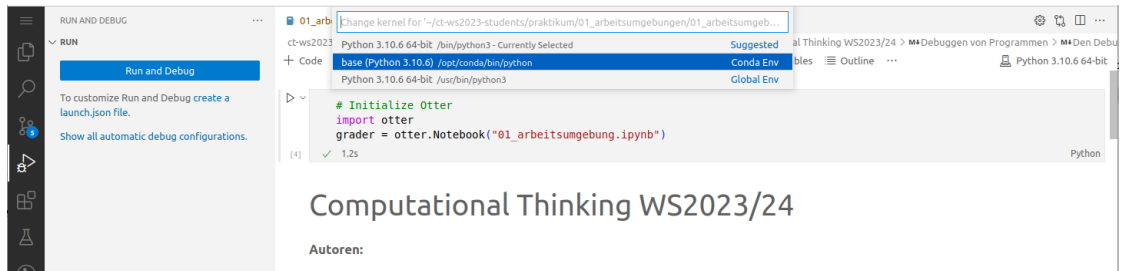 RUN AND DEBUG ...
RUN
Run and Debug
To customize Run and Debug create a
launch.json file.
Show all automatic debug configurations.
5
01_arb
Change kernel for '~/ct-ws2023-students/praktikum/01_arbeitsumgebungen/01_arbeitsumgeb...
Python 3.10.6 64-bit /bin/python3 - Currently Selected Suggested
base (Python 3.10.6) /opt/conda/bin/python Conda Env
Python 3.10.6 64-bit /usr/bin/python3 Global Env
ct-ws2023 al Thinking WS2023/24 > M↓Debuggen von Programmen > M↓Den Debu
+ Code bles Outline ... Python 3.10.6 64-bit
# Initialize Otter
import otter
grader = otter.Notebook("01_arbeitsumgebung.ipynb")
[4] ✓ 1.2s Python
Computational Thinking WS2023/24
Autoren: